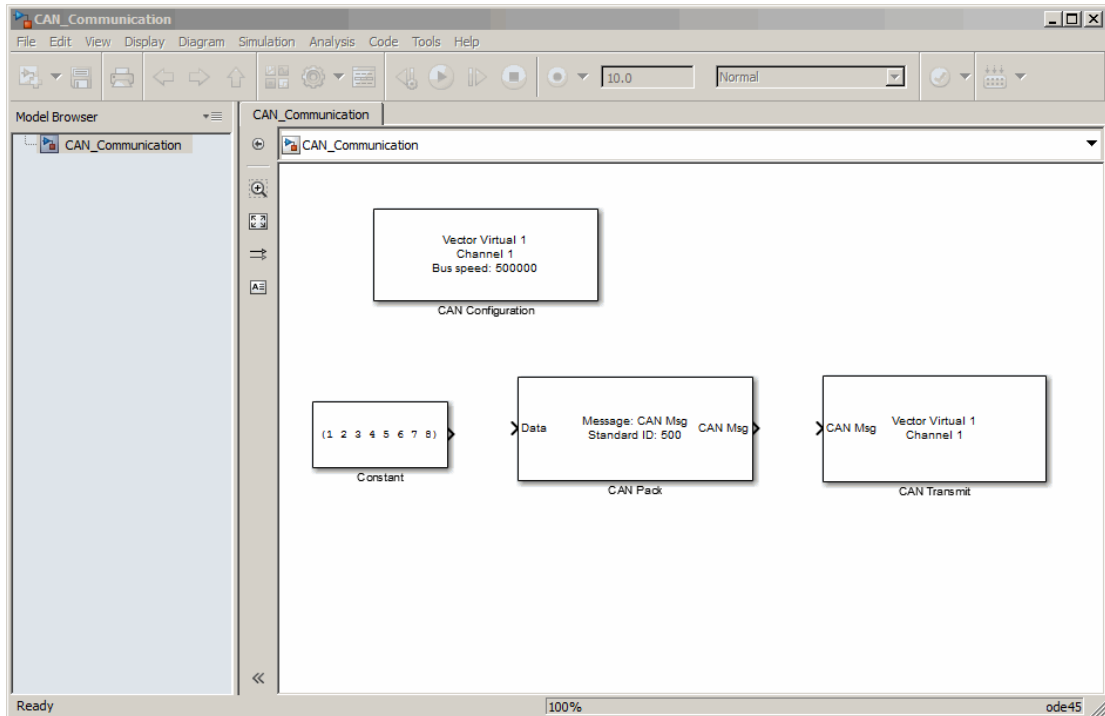 CAN_Communication
File Edit View Display Diagram Simulation Analysis Code Tools Help
10.0 Normal
Model Browser
CAN_Communication
CAN_Communication
CAN_Communication
Vector Virtual 1
Channel 1
Bus speed: 500000
CAN Configuration
(1 2 3 4 5 6 7 8)
Constant
Data
Message: CAN Msg
Standard ID: 500
CAN Msg
CAN Pack
CAN Msg
Vector Virtual 1
Channel 1
CAN Transmit
Ready 100% ode45